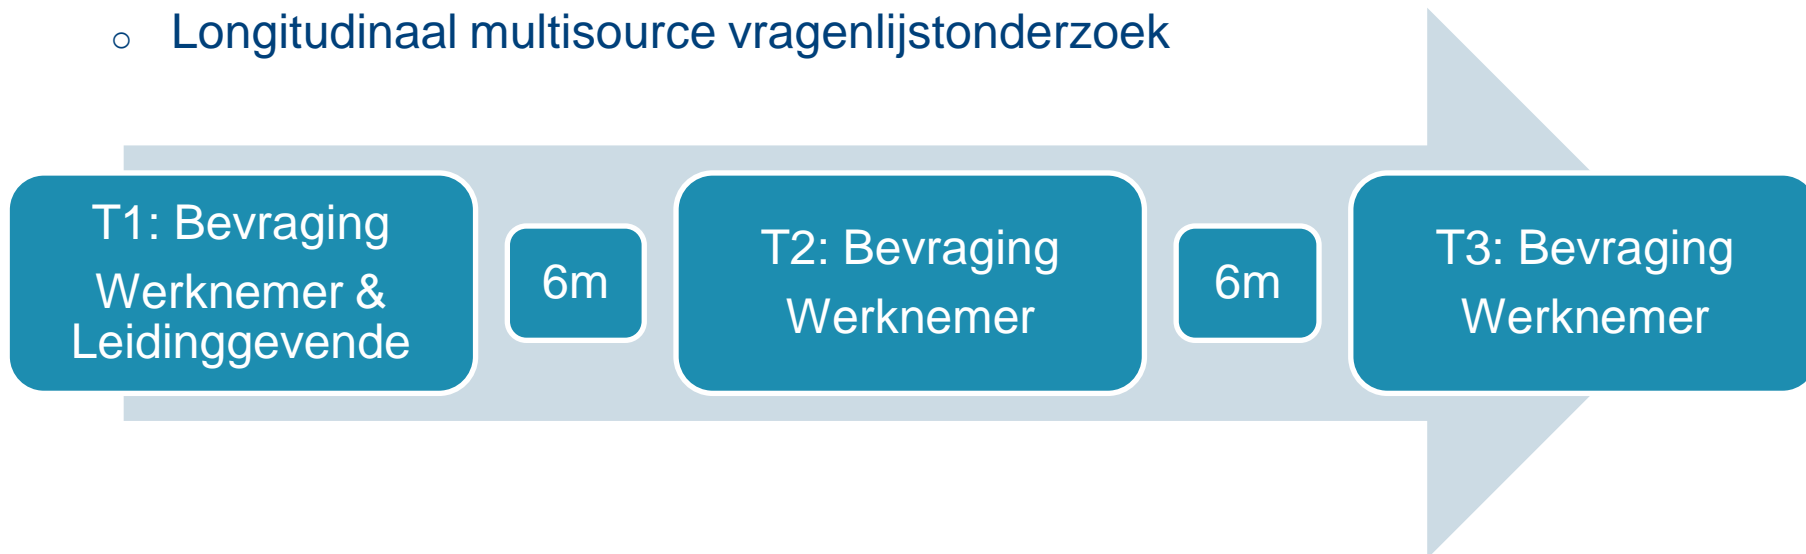 o Longitudinaal multisource vragenlijstonderzoek
T1: Bevraging
Werknemer &
Leidinggevende
6m
T2: Bevraging
Werknemer
6m
T3: Bevraging
Werknemer